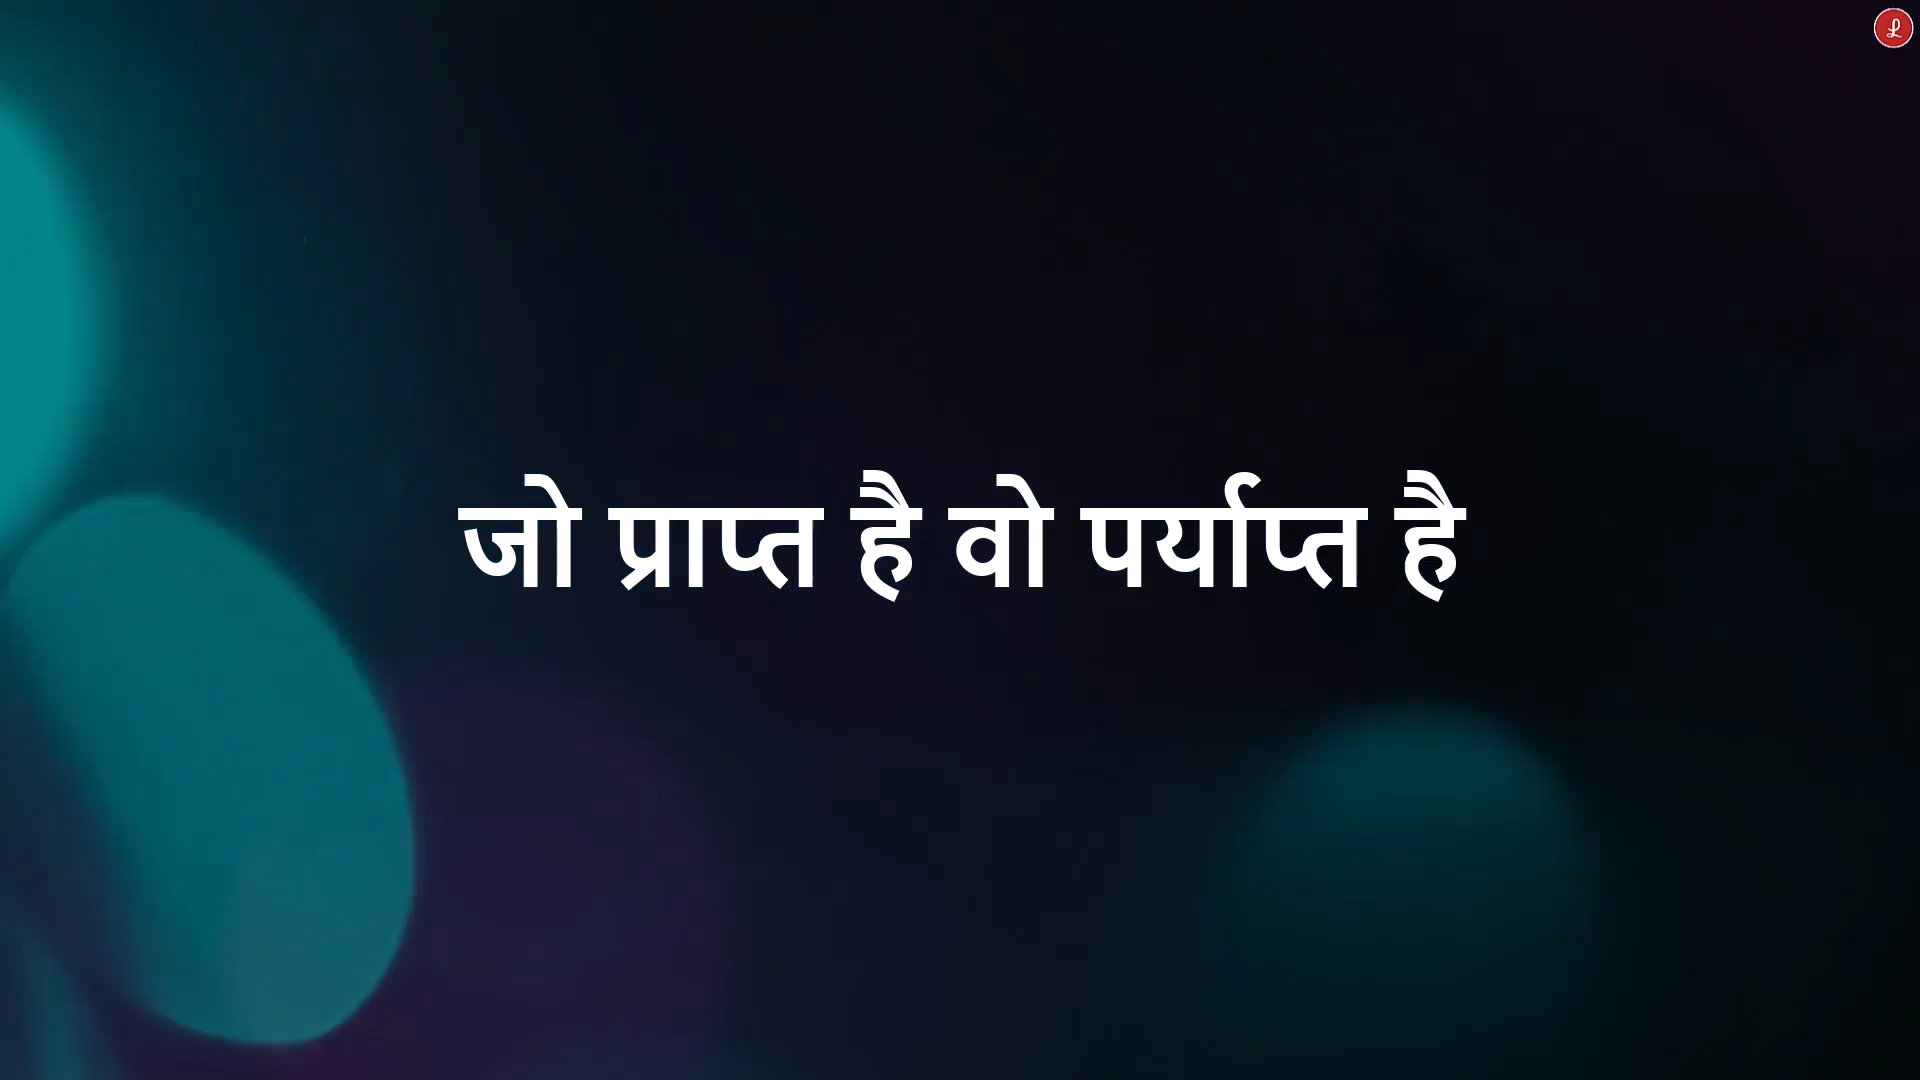 जो प्राप्त है वो पर्याप्त है